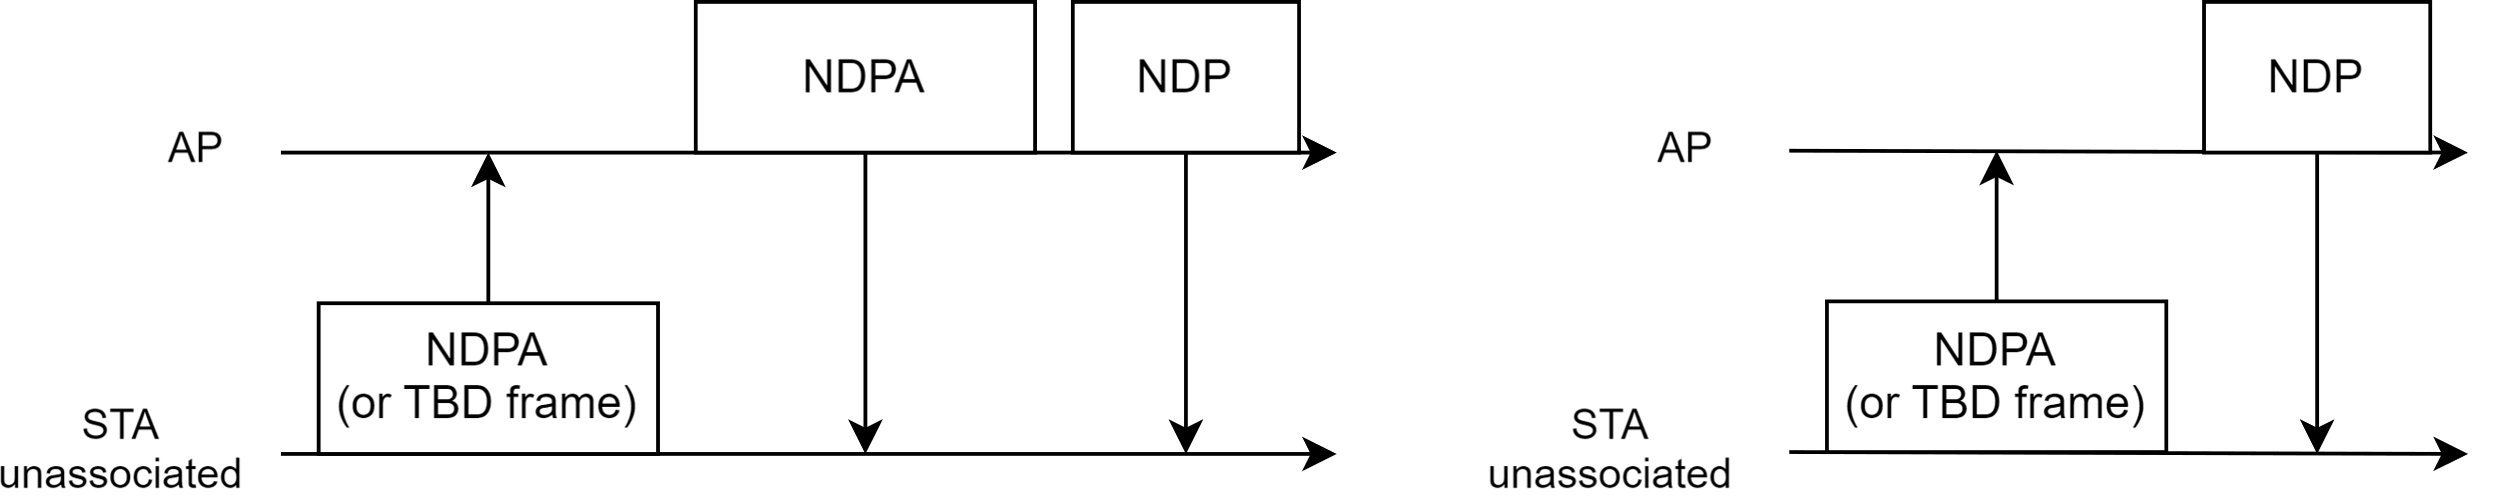 NDPA
NDP
AP
NDPA
(or TBD frame)
STA
unassociated
NDP
AP
NDPA
(or TBD frame)
STA
unassociated